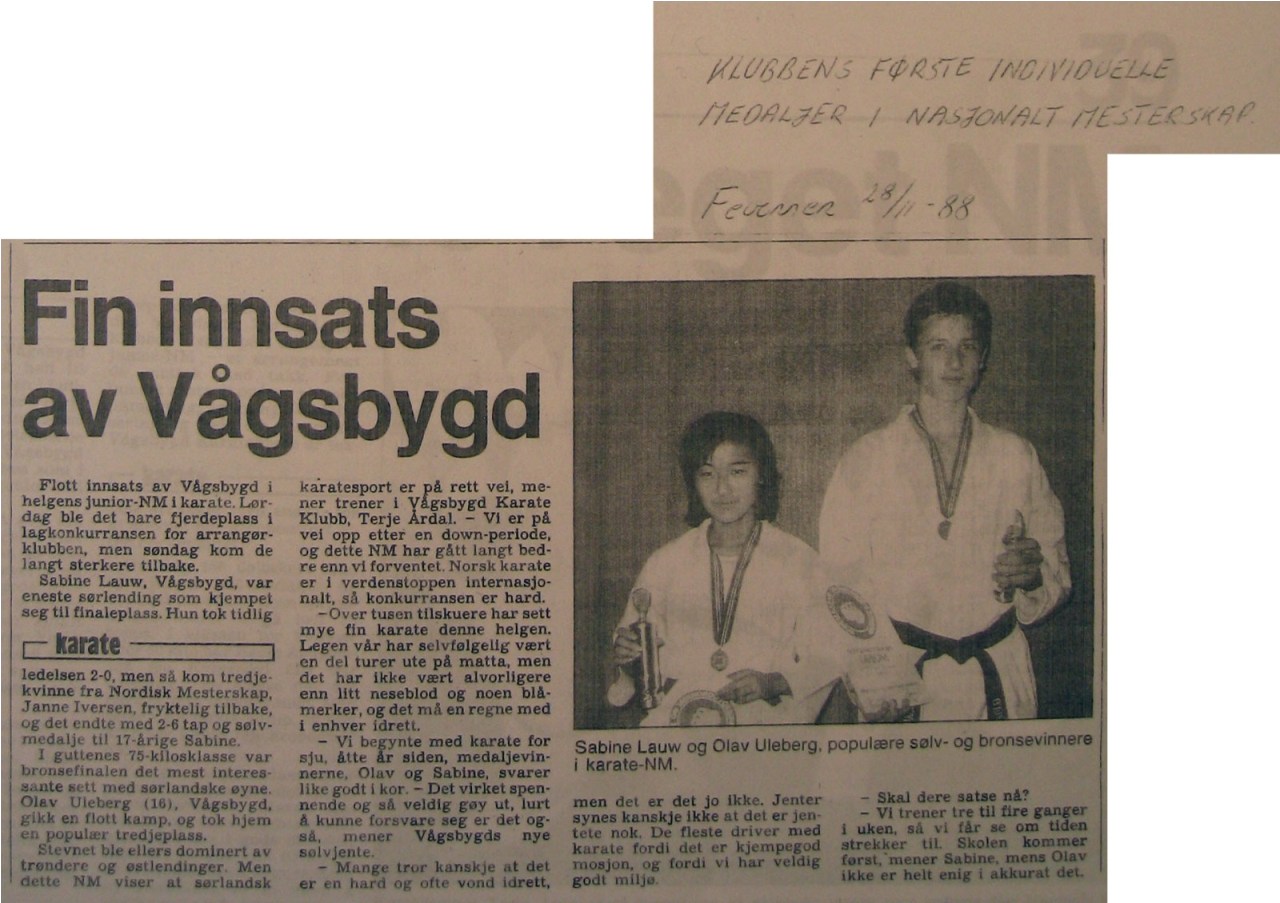 KLUBBENS FØRSTE INDIVIDUELLE
MEDALJER I NASJONALT MESTERSKAP.
28/11-88
Fin innsats
av Vågsbygd
Flott innsats av Vågsbygd i
helgens junior-NM i karate. Lør-
dag ble det bare fjerdeplass i
lagkonkurransen for arrangør-
klubben, men søndag kom de
langt sterkere tilbake.
Sabine Lauw, Vågsbygd, var
eneste sørlending som kjempet
seg til finaleplass. Hun tok tidlig
karate
ledelsen 2-0, men så kom tredje-
kvinne fra Nordisk Mesterskap,
Janne Iversen, fryktelig tilbake,
og det endte med 2-6 tap og sølv-
medalje til 17-årige Sabine.
I guttenes 75-kilosklasse var
bronsefinalen det mest interes-
sante sett med sørlandske øyne.
Olav Uleberg (16), Vågsbygd,
gikk en flott kamp, og tok hjem
en populær tredjeplass.
Stevnet ble ellers dominert av
trøndere og østlendinger. Men
dette NM viser at sørlandsk
karatesport er på rett vei, me-
ner trener i Vågsbygd Karate
Klubb, Terje Årdal. – Vi er på
vei opp etter en down-periode,
og dette NM har gått langt bed-
re enn vi forventet. Norsk karate
er i verdenstoppen internasjo-
nalt, så konkurransen er hard.
– Over tusen tilskuere har sett
mye fin karate denne helgen.
Legen vår har selvfølgelig vært
en del turer ute på matta, men
det har ikke vært alvorligere
enn litt neseblod og noen blå-
merker, og det må en regne med
i enhver idrett.
– Vi begynte med karate for
sju, åtte år siden, medaljevin-
nerne, Olav og Sabine, svarer
like godt i kor. – Det virket spen-
nende og så veldig gøy ut, lurt
å kunne forsvare seg er det og-
så, mener Vågsbygds nye
sølvjente.
– Mange tror kanskje at det
er en hard og ofte vond idrett,
Sabine Lauw og Olav Uleberg, populære sølv- og bronsevinnere
i karate-NM.
men det er det jo ikke. Jenter
synes kanskje ikke at det er jen-
tete nok. De fleste driver med
karate fordi det er kjempegod
mosjon, og fordi vi har veldig
godt miljø.
– Skal dere satse nå?
– Vi trener tre til fire ganger
i uken, så vi får se om tiden
strekker til. Skolen kommer
først, mener Sabine, mens Olav
ikke er helt enig i akkurat det.